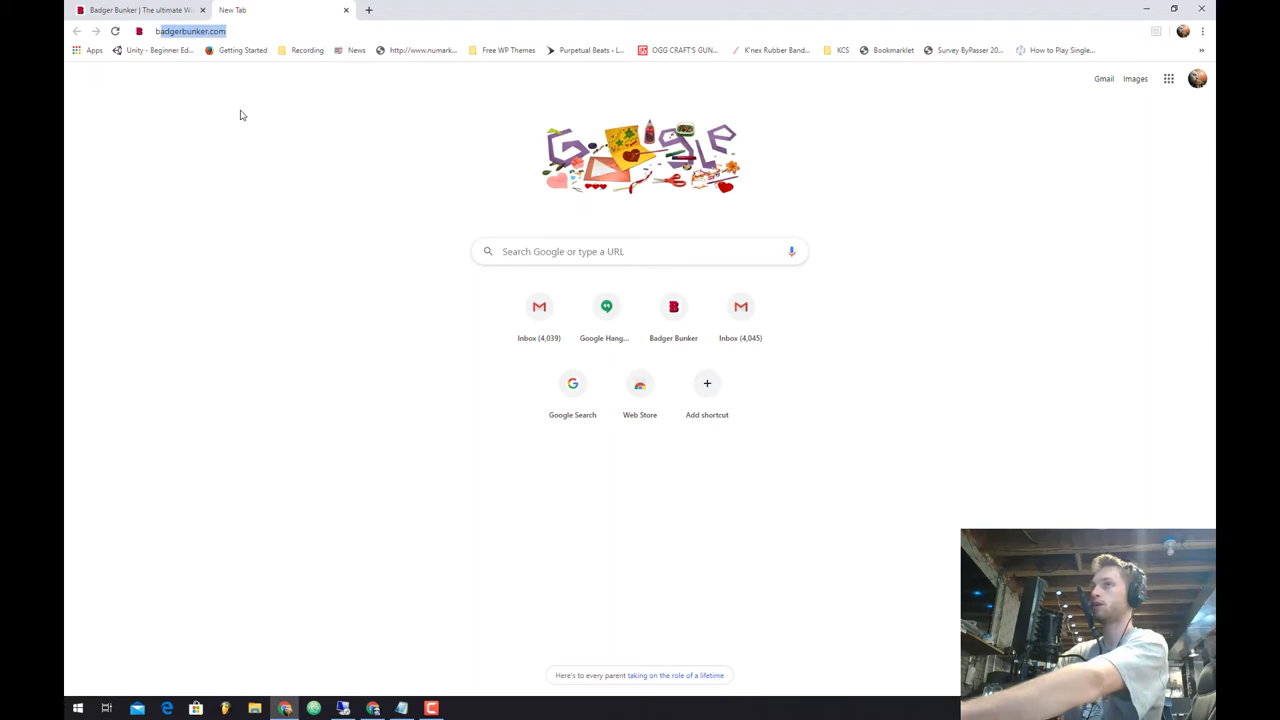 Badger Bunker | The ultimate Wi
New Tab
badgerbunker.com
Apps
Unity - Beginner Ed...
Getting Started
Recording
News
http://www.numark...
Free WP Themes
Purpetual Beats ‹ L...
OGG CRAFT'S GUN...
K'nex Rubber Band...
KCS
Bookmarklet
Survey ByPasser 20...
How to Play Single...
»
Gmail
Images
Search Google or type a URL
Inbox (4,039)
Google Hang...
Badger Bunker
Inbox (4,045)
Google Search
Web Store
Add shortcut
Here's to every parent taking on the role of a lifetime